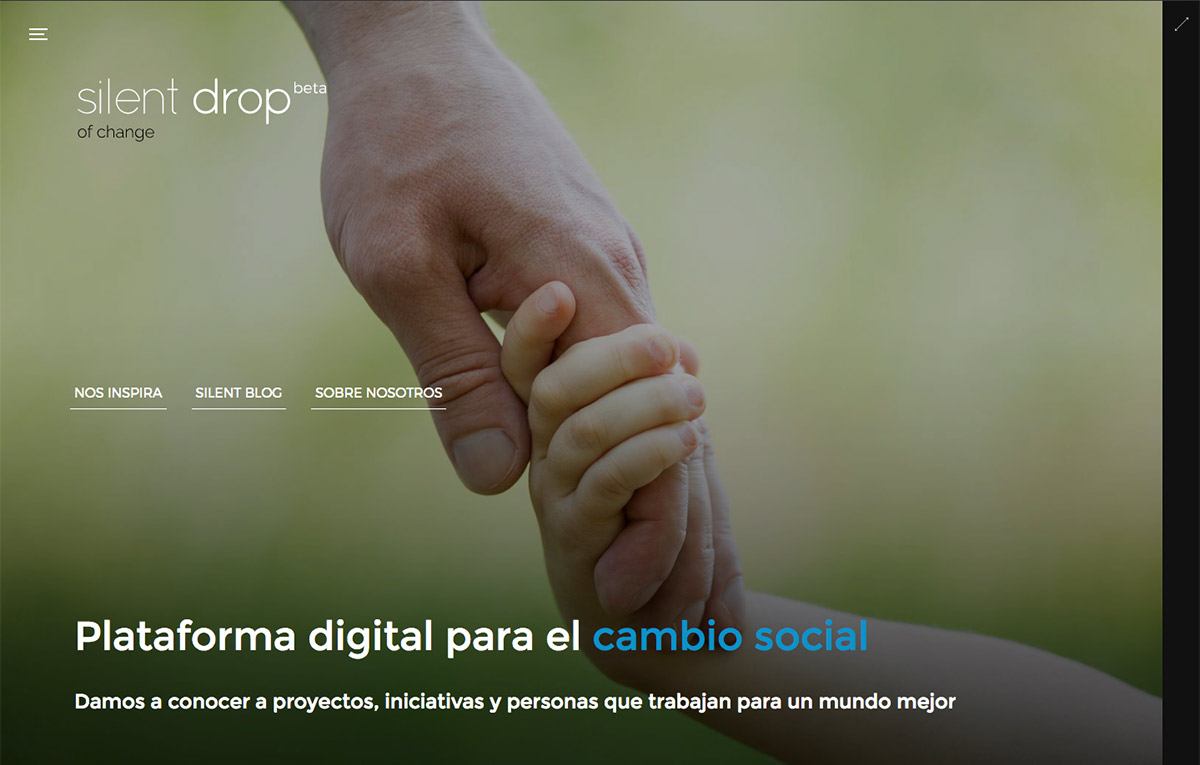 silent drop beta
of change
NOS INSPIRA SILENT BLOG SOBRE NOSOTROS
Plataforma digital para el cambio social
Damos a conocer a proyectos, iniciativas y personas que trabajan para un mundo mejor